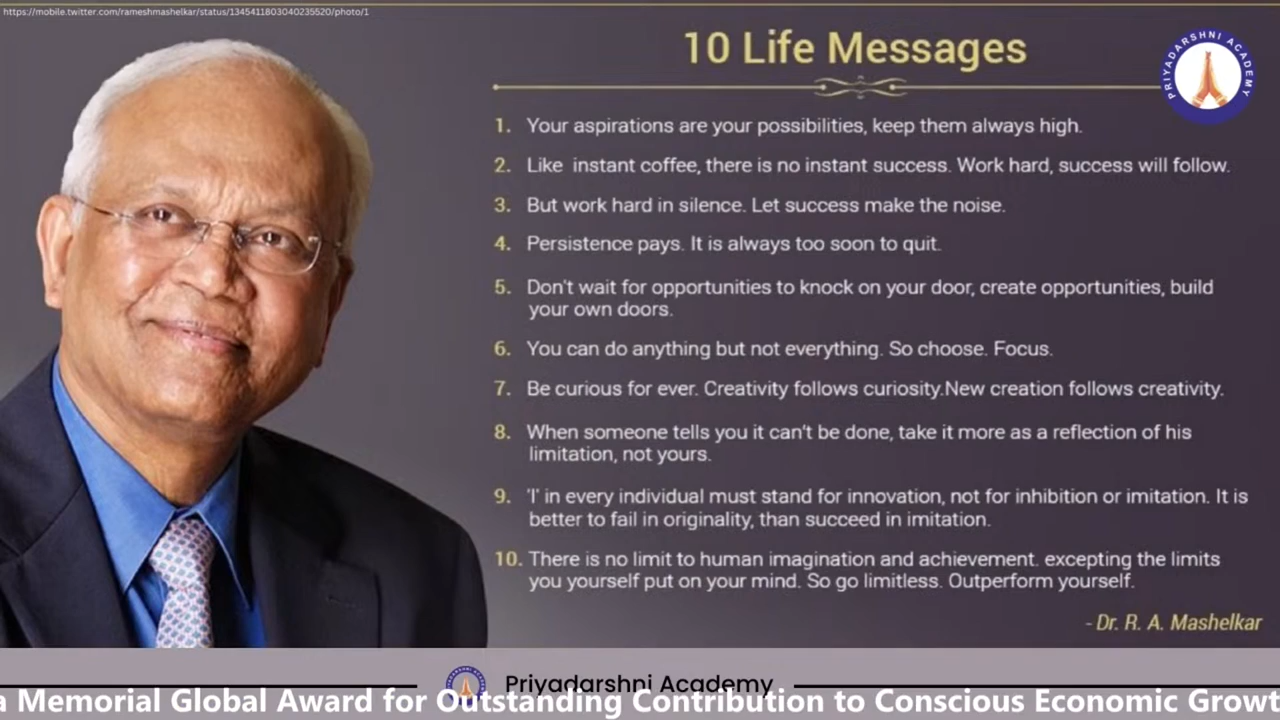 https://mobile.twitter.com/rameshmashelkar/status/1345411803040235520/photo/1
10 Life Messages
PRIYADARSHNI ACADEMY
1. Your aspirations are your possibilities, keep them always high.
2. Like instant coffee, there is no instant success. Work hard, success will follow.
3. But work hard in silence. Let success make the noise.
4. Persistence pays. It is always too soon to quit.
5. Don't wait for opportunities to knock on your door, create opportunities, build
your own doors.
6. You can do anything but not everything. So choose. Focus.
7. Be curious for ever. Creativity follows curiosity.New creation follows creativity.
8. When someone tells you it can't be done, take it more as a reflection of his
limitation, not yours.
9. 'I' in every individual must stand for innovation, not for inhibition or imitation. It is
better to fail in originality, than succeed in imitation.
10. There is no limit to human imagination and achievement. excepting the limits
you yourself put on your mind. So go limitless. Outperform yourself.
- Dr. R. A. Mashelkar
Priyadarshni Academy
a Memorial Global Award for Outstanding Contribution to Conscious Economic Growt